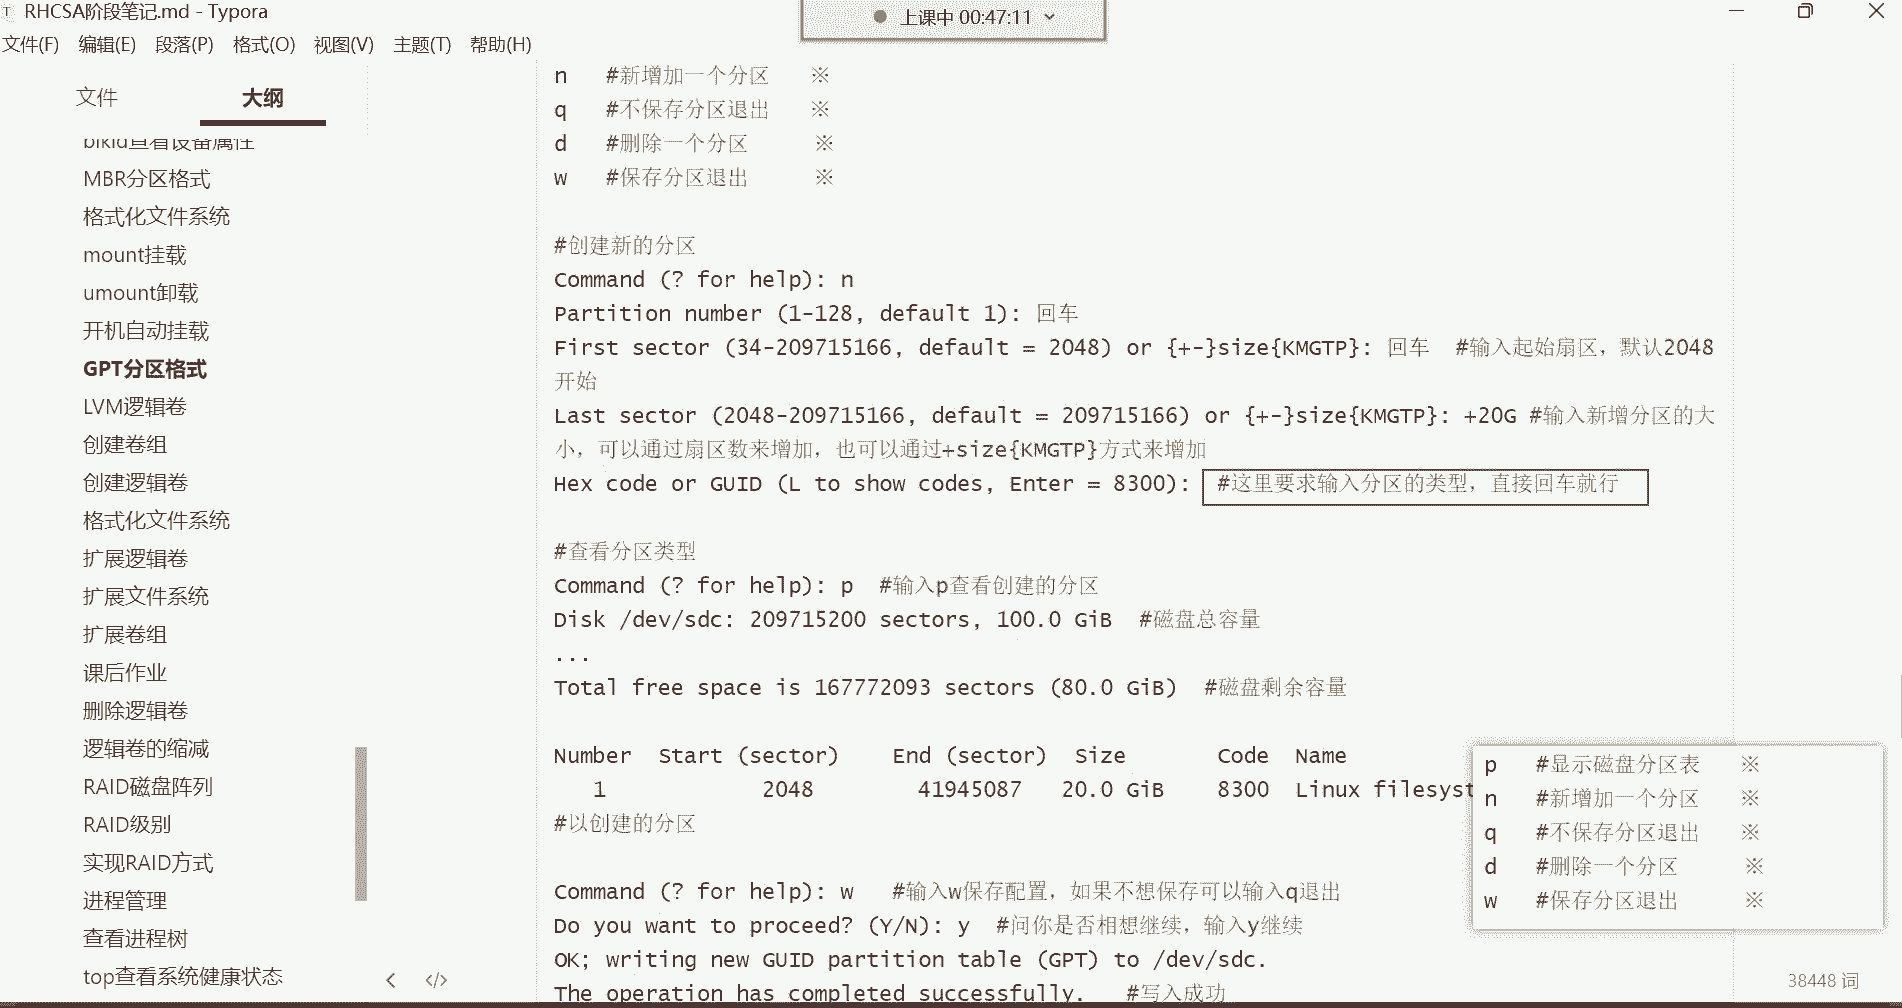 RHCSA阶段笔记.md - Typora
上课中 00:47:11
文件(F) 编辑(E) 段落(P) 格式(O) 视图(V) 主题(T) 帮助(H)
文件 大纲
blkid查看设备属性
MBR分区格式
格式化文件系统
mount挂载
umount卸载
开机自动挂载
GPT分区格式
LVM逻辑卷
创建卷组
创建逻辑卷
格式化文件系统
扩展逻辑卷
扩展文件系统
扩展卷组
课后作业
删除逻辑卷
逻辑卷的缩减
RAID磁盘阵列
RAID级别
实现RAID方式
进程管理
查看进程树
top查看系统健康状态
n #新增加一个分区 ※
q #不保存分区退出 ※
d #删除一个分区 ※
w #保存分区退出 ※
#创建新的分区
Command (? for help): n
Partition number (1-128, default 1): 回车
First sector (34-209715166, default = 2048) or {+-}size{KMGTP}: 回车 #输入起始扇区，默认2048
开始
Last sector (2048-209715166, default = 209715166) or {+-}size{KMGTP}: +20G #输入新增分区的大
小，可以通过扇区数来增加，也可以通过+size{KMGTP}方式来增加
Hex code or GUID (L to show codes, Enter = 8300): #这里要求输入分区的类型，直接回车就行
#查看分区类型
Command (? for help): p #输入p查看创建的分区
Disk /dev/sdc: 209715200 sectors, 100.0 GiB #磁盘总容量
...
Total free space is 167772093 sectors (80.0 GiB) #磁盘剩余容量
Number Start (sector) End (sector) Size Code Name
1 2048 41945087 20.0 GiB 8300 Linux filesyst
#以创建的分区
Command (? for help): w #输入w保存配置，如果不想保存可以输入q退出
Do you want to proceed? (Y/N): y #问你是否相想继续，输入y继续
OK; writing new GUID partition table (GPT) to /dev/sdc.
The operation has completed successfully. #写入成功
p #显示磁盘分区表 ※
n #新增加一个分区 ※
q #不保存分区退出 ※
d #删除一个分区 ※
w #保存分区退出 ※
38448 词